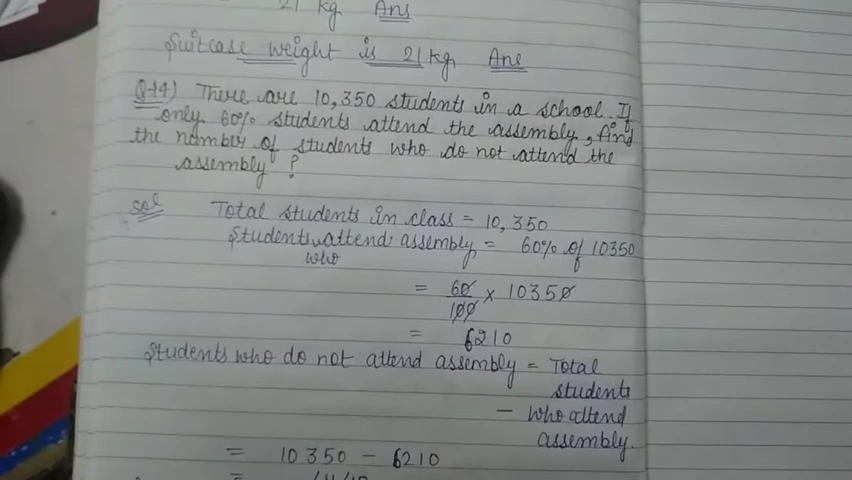 21 kg Ans
Suitcase weight is 21 kg. Ans
Q-14) There are 10,350 students in a school. If
only 60% students attend the assembly, find
the number of students who do not attend the
assembly?
Sol Total students in class = 10,350
Students who attend assembly = 60% of 10350
= 60/100 × 10350
= 6210
Students who do not attend assembly = Total
students
- who attend
assembly.
= 10350 - 6210
=